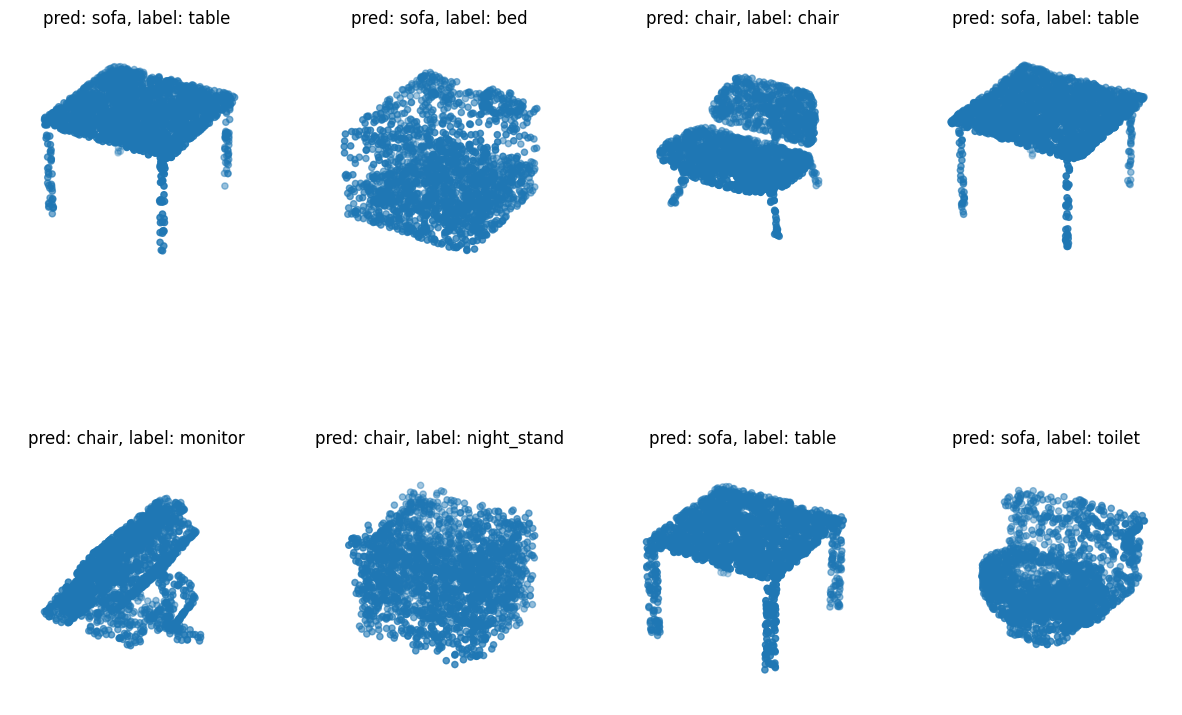 pred: sofa, label: table
pred: sofa, label: bed
pred: chair, label: chair
pred: sofa, label: table
pred: chair, label: monitor
pred: chair, label: night_stand
pred: sofa, label: table
pred: sofa, label: toilet